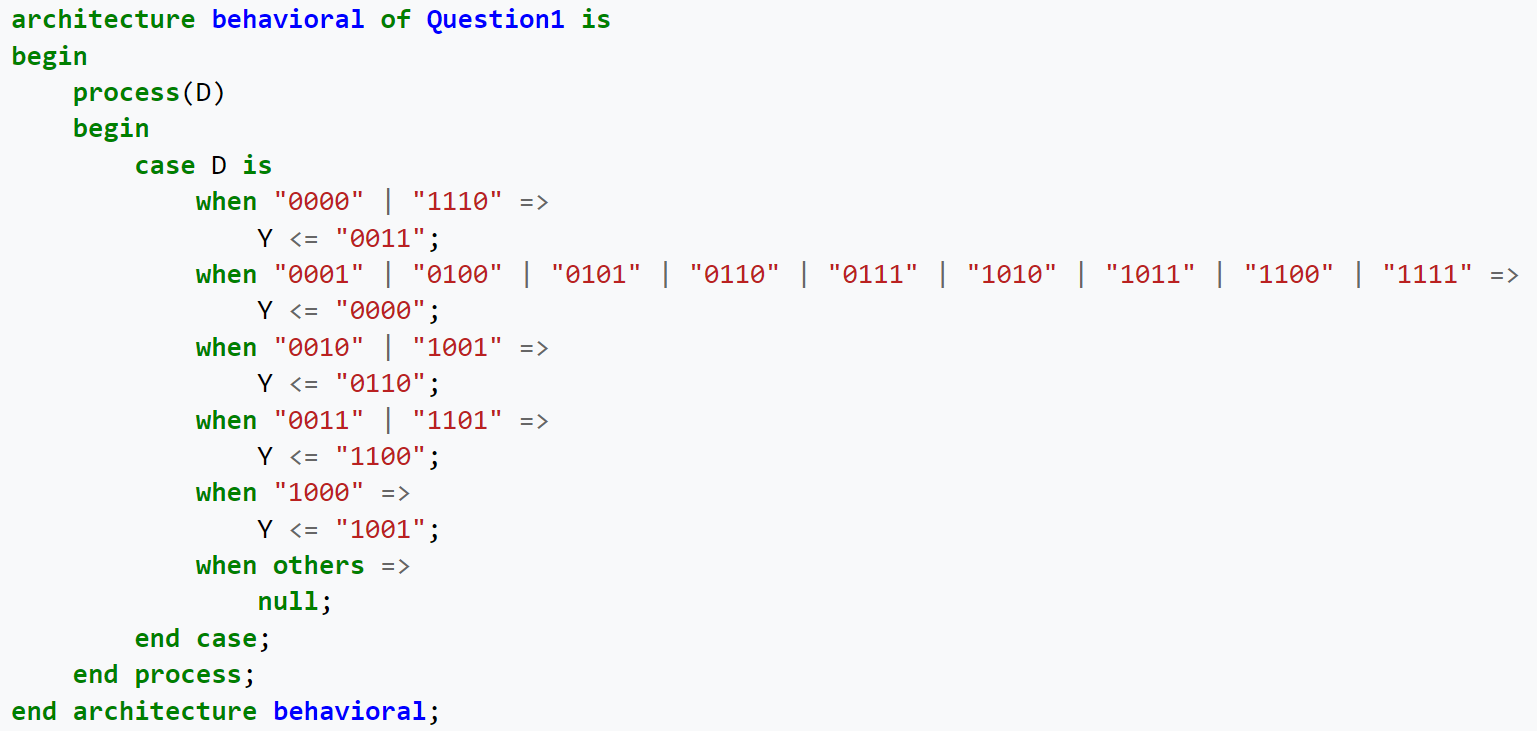 architecture behavioral of Question1 is
begin
    process(D)
    begin
        case D is
            when "0000" | "1110" =>
                Y <= "0011";
            when "0001" | "0100" | "0101" | "0110" | "0111" | "1010" | "1011" | "1100" | "1111" =>
                Y <= "0000";
            when "0010" | "1001" =>
                Y <= "0110";
            when "0011" | "1101" =>
                Y <= "1100";
            when "1000" =>
                Y <= "1001";
            when others =>
                null;
        end case;
    end process;
end architecture behavioral;